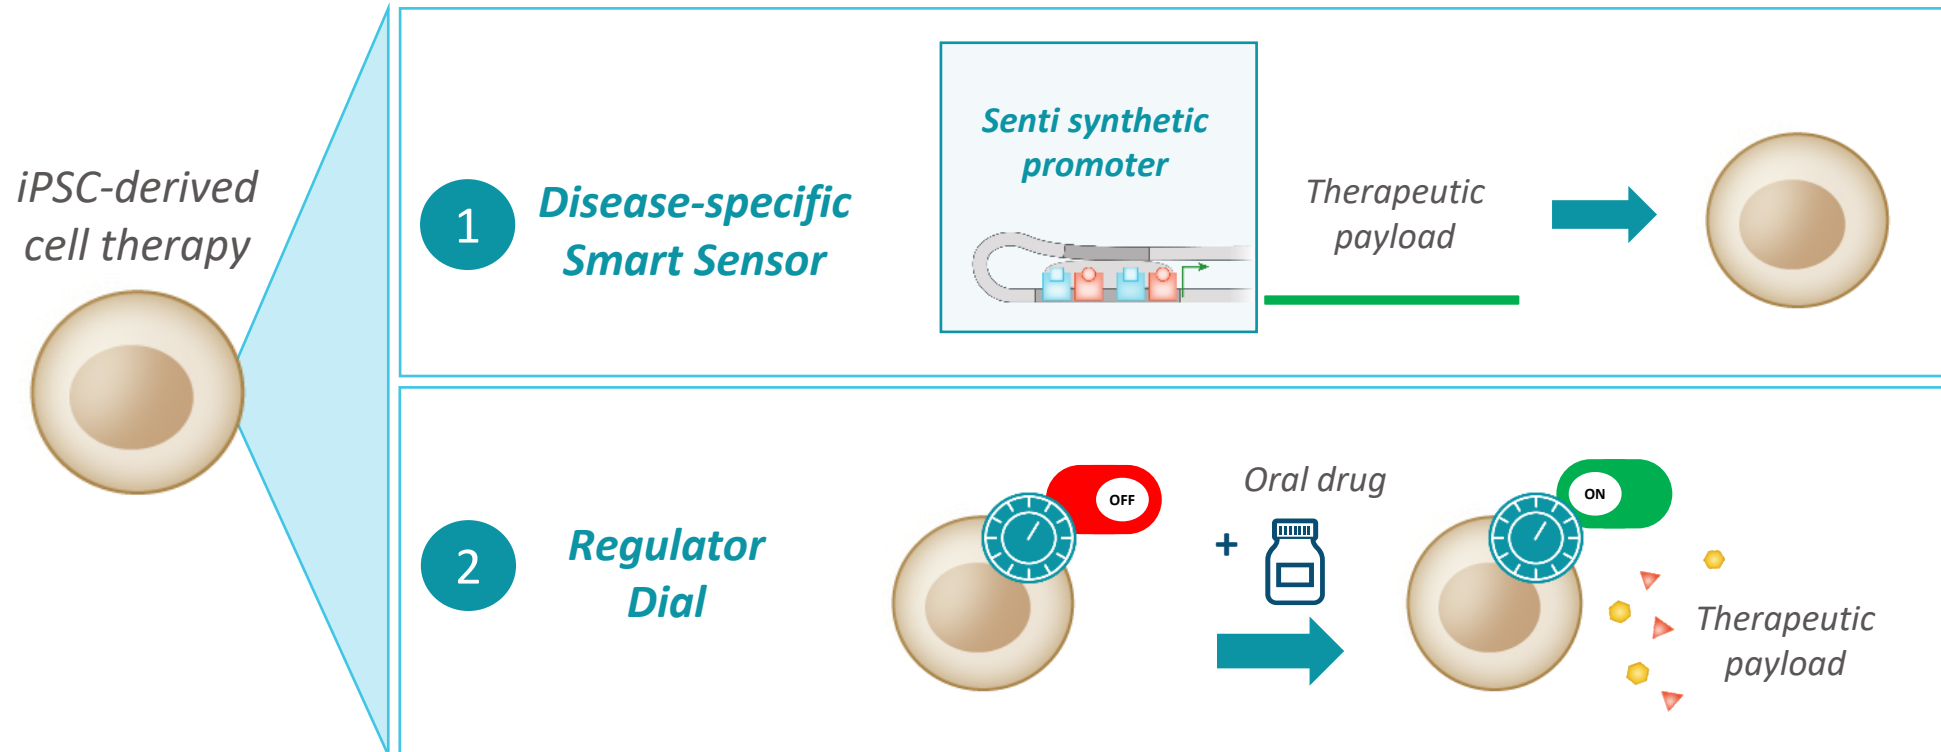 iPSC-derived
cell therapy
1
Disease-specific
Smart Sensor
Senti synthetic
promoter
Therapeutic
payload
2
Regulator
Dial
OFF
+
Oral drug
ON
Therapeutic
payload